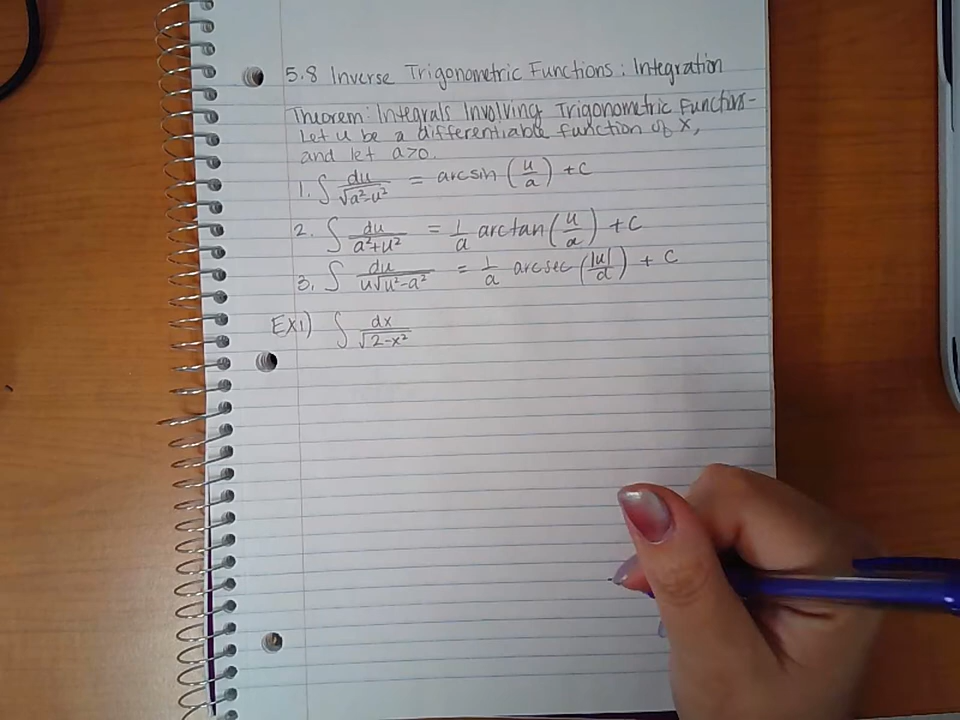 5.8 Inverse Trigonometric Functions: Integration
Theorem: Integrals Involving Trigonometric Functions-
Let u be a differentiable function of x,
and let a>0.
1. ∫ du/√(a²-u²) = arcsin (u/a) + C
2. ∫ du/(a²+u²) = 1/a arctan (u/a) + C
3. ∫ du/(u√(u²-a²)) = 1/a arcsec (|u|/a) + C
EX1) ∫ dx/√(2-x²)